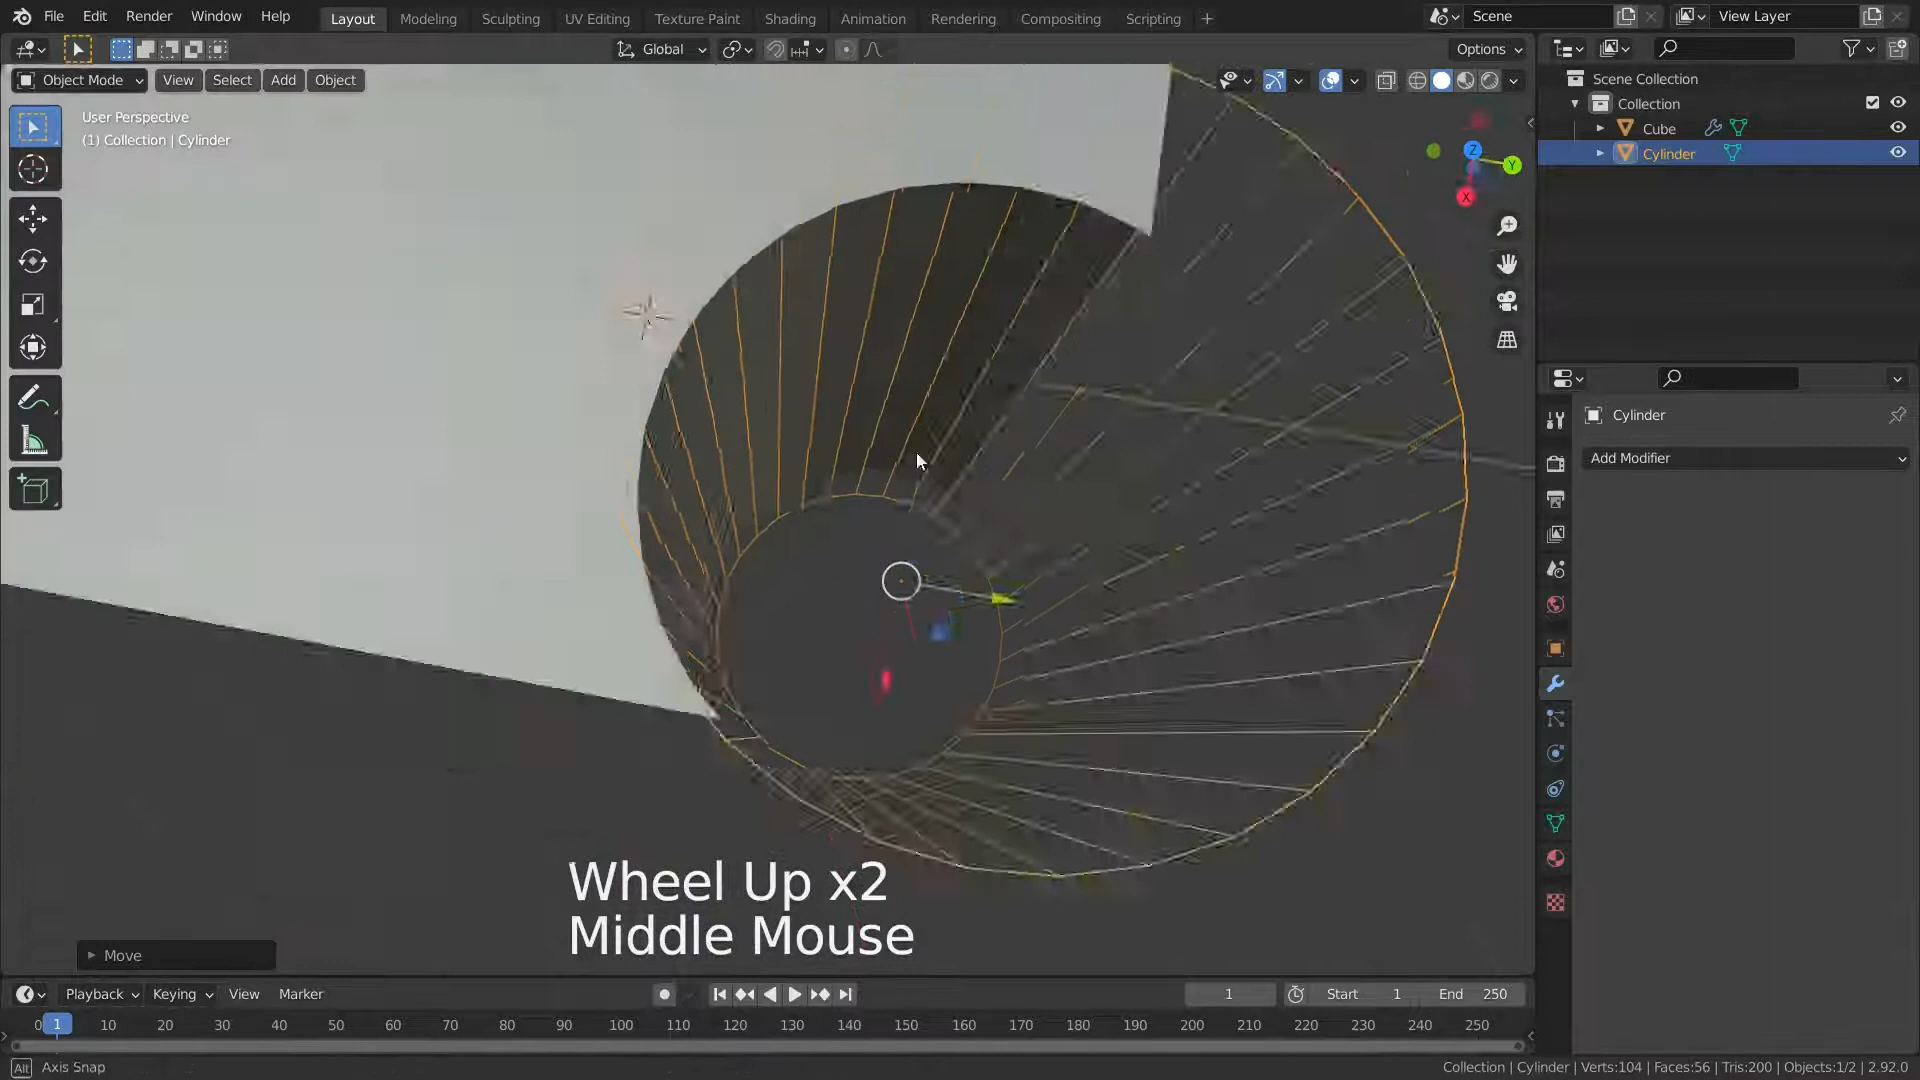 File Edit Render Window Help Layout Modeling Sculpting UV Editing Texture Paint Shading Animation Rendering Compositing Scripting + Scene View Layer
Global Options
Object Mode View Select Add Object
User Perspective
(1) Collection | Cylinder
Z
Y
X
Scene Collection
Collection
Cube
Cylinder
Cylinder
Add Modifier
Wheel Up x2
Middle Mouse
Move
Playback Keying View Marker 1 Start 1 End 250
0 1 10 20 30 40 50 60 70 80 90 100 110 120 130 140 150 160 170 180 190 200 210 220 230 240 250
Alt Axis Snap Collection | Cylinder | Verts:104 | Faces:56 | Tris:200 | Objects:1/2 | 2.92.0